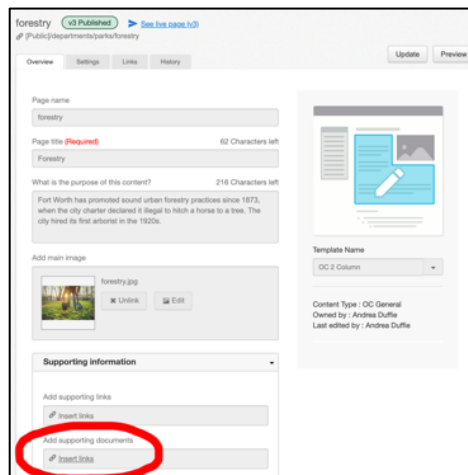 forestry v3 Published See live page (v3)
[Public]/departments/parks/forestry
Update Preview
Overview Settings Links History
Page name
forestry
Page title (Required) 62 Characters left
Forestry
What is the purpose of this content? 216 Characters left
Fort Worth has promoted sound urban forestry practices since 1873,
when the city charter declared it illegal to hitch a horse to a tree. The
city hired its first arborist in the 1920s.
Template Name
OC 2 Column
Add main image
forestry.jpg
Unlink Edit
Content Type : OC General
Owned by : Andrea Duffie
Last edited by : Andrea Duffie
Supporting information
Add supporting links
Insert links
Add supporting documents
Insert links